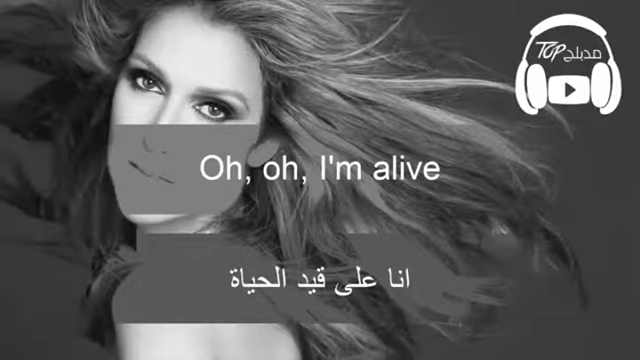 TOP مدبلج
Oh, oh, I'm alive
انا على قيد الحياة